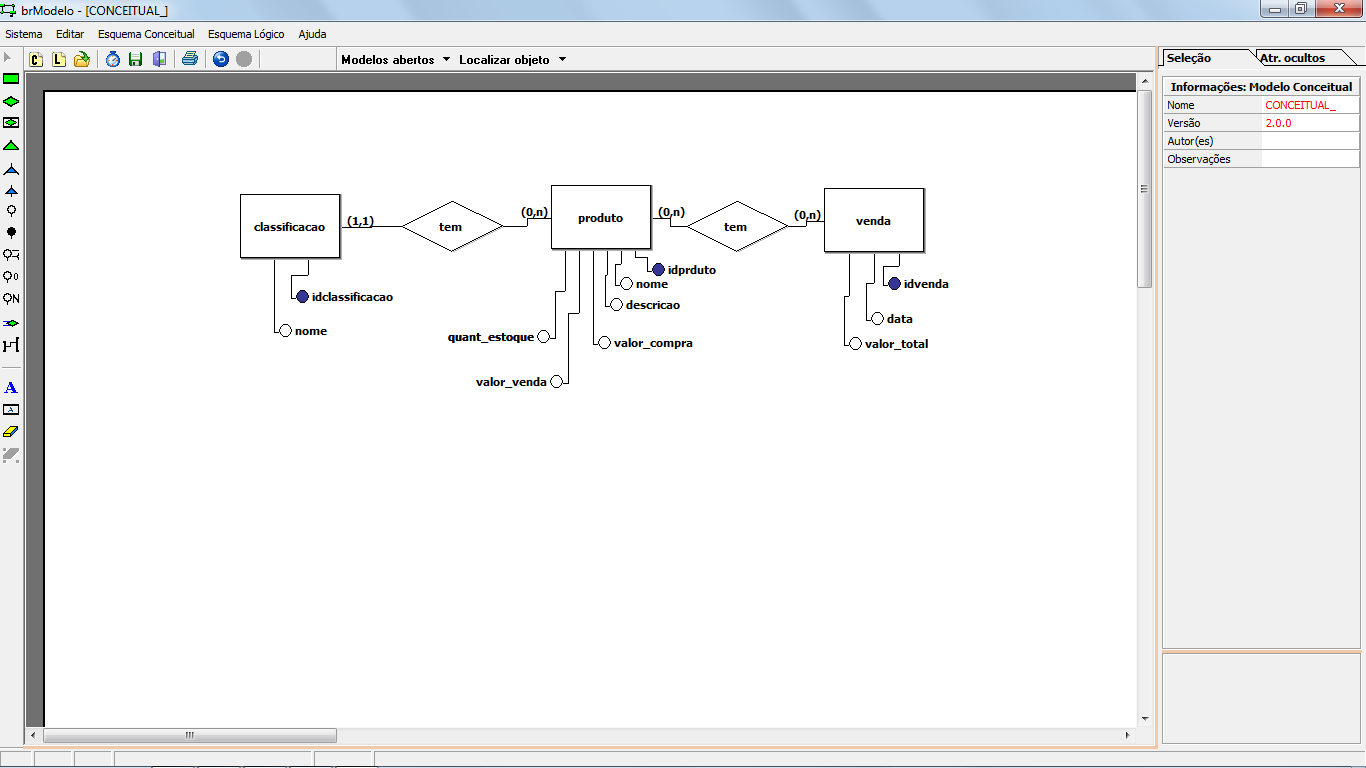 brModelo - [CONCEITUAL_]
Sistema Editar Esquema Conceitual Esquema Lógico Ajuda
C L Modelos abertos Localizar objeto
Seleção Atr. ocultos
Informações: Modelo Conceitual
Nome CONCEITUAL_
Versão 2.0.0
Autor(es)
Observações
0
N
A
A
classificacao (1,1) tem (0,n) produto (0,n) tem (0,n) venda
idprduto
nome
idvenda
idclassificacao
descricao
data
nome
quant_estoque
valor_compra
valor_total
valor_venda